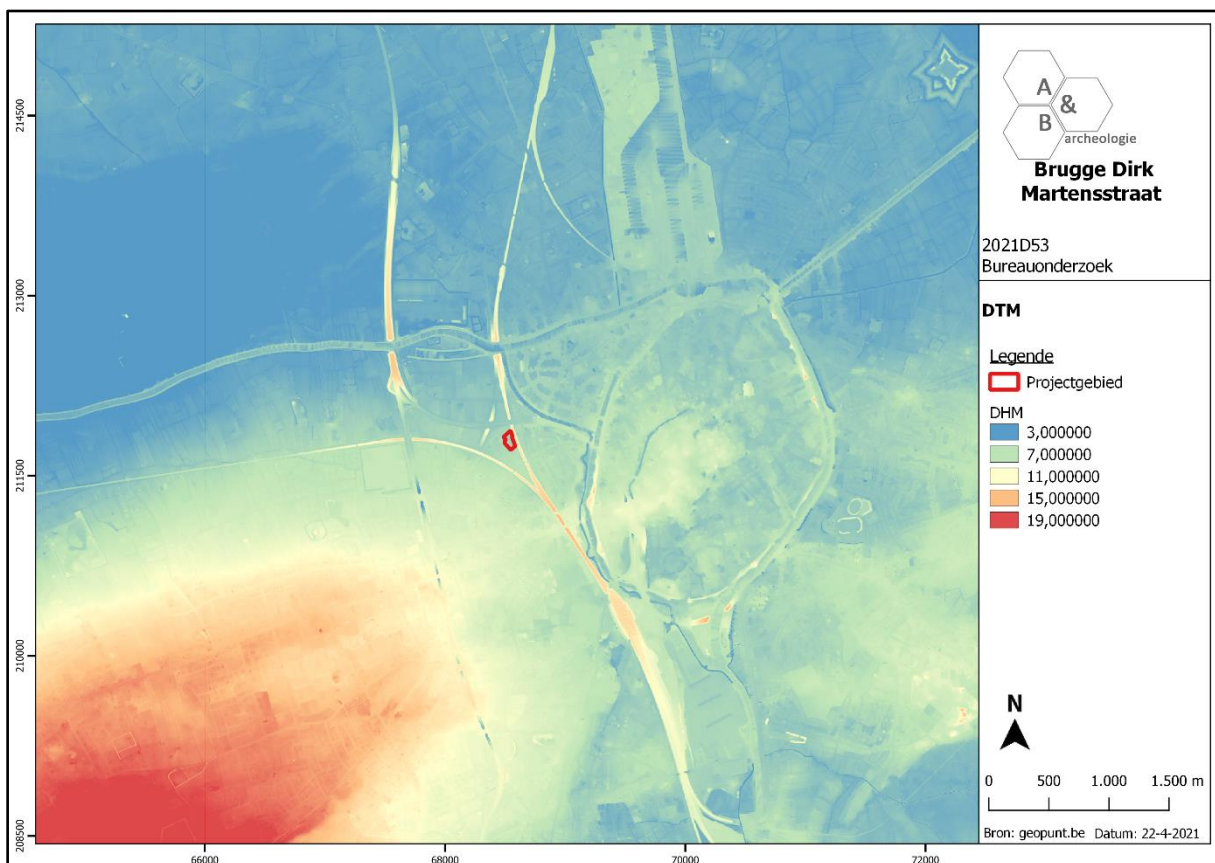 A
&
B
archeologie
Brugge Dirk
Martensstraat
2021D53
Bureauonderzoek
DTM
Legende
Projectgebied
DHM
3,000000
7,000000
11,000000
15,000000
19,000000
N
0 500 1.000 1.500 m
Bron: geopunt.be Datum: 22-4-2021
214500
213000
211500
210000
208500
66000 68000 70000 72000